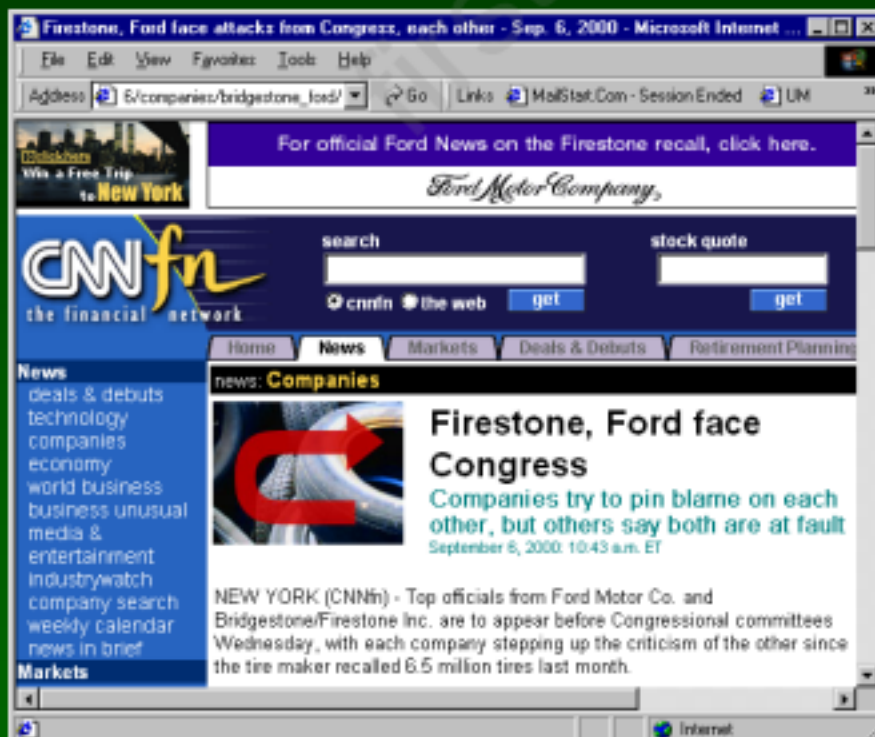 Firestone, Ford face attacks from Congress, each other - Sep. 6, 2000 - Microsoft Internet ...
File Edit View Favorites Tools Help
Address 6/companies/bridgestone_ford/ Go Links MailStart.Com - Session Ended UM
Click here
Win a Free Trip
to New York
For official Ford News on the Firestone recall, click here.
Ford Motor Company,
CNNfn
the financial network
search
stock quote
cnnfn the web get
get
Home News Markets Deals & Debuts Retirement Planning
News
deals & debuts
technology
companies
economy
world business
business unusual
media &
entertainment
industrywatch
company search
weekly calendar
news in brief
Markets
news: Companies
Firestone, Ford face
Congress
Companies try to pin blame on each
other, but others say both are at fault
September 6, 2000: 10:43 a.m. ET
NEW YORK (CNNfn) - Top officials from Ford Motor Co. and
Bridgestone/Firestone Inc. are to appear before Congressional committees
Wednesday, with each company stepping up the criticism of the other since
the tire maker recalled 6.5 million tires last month.
Internet